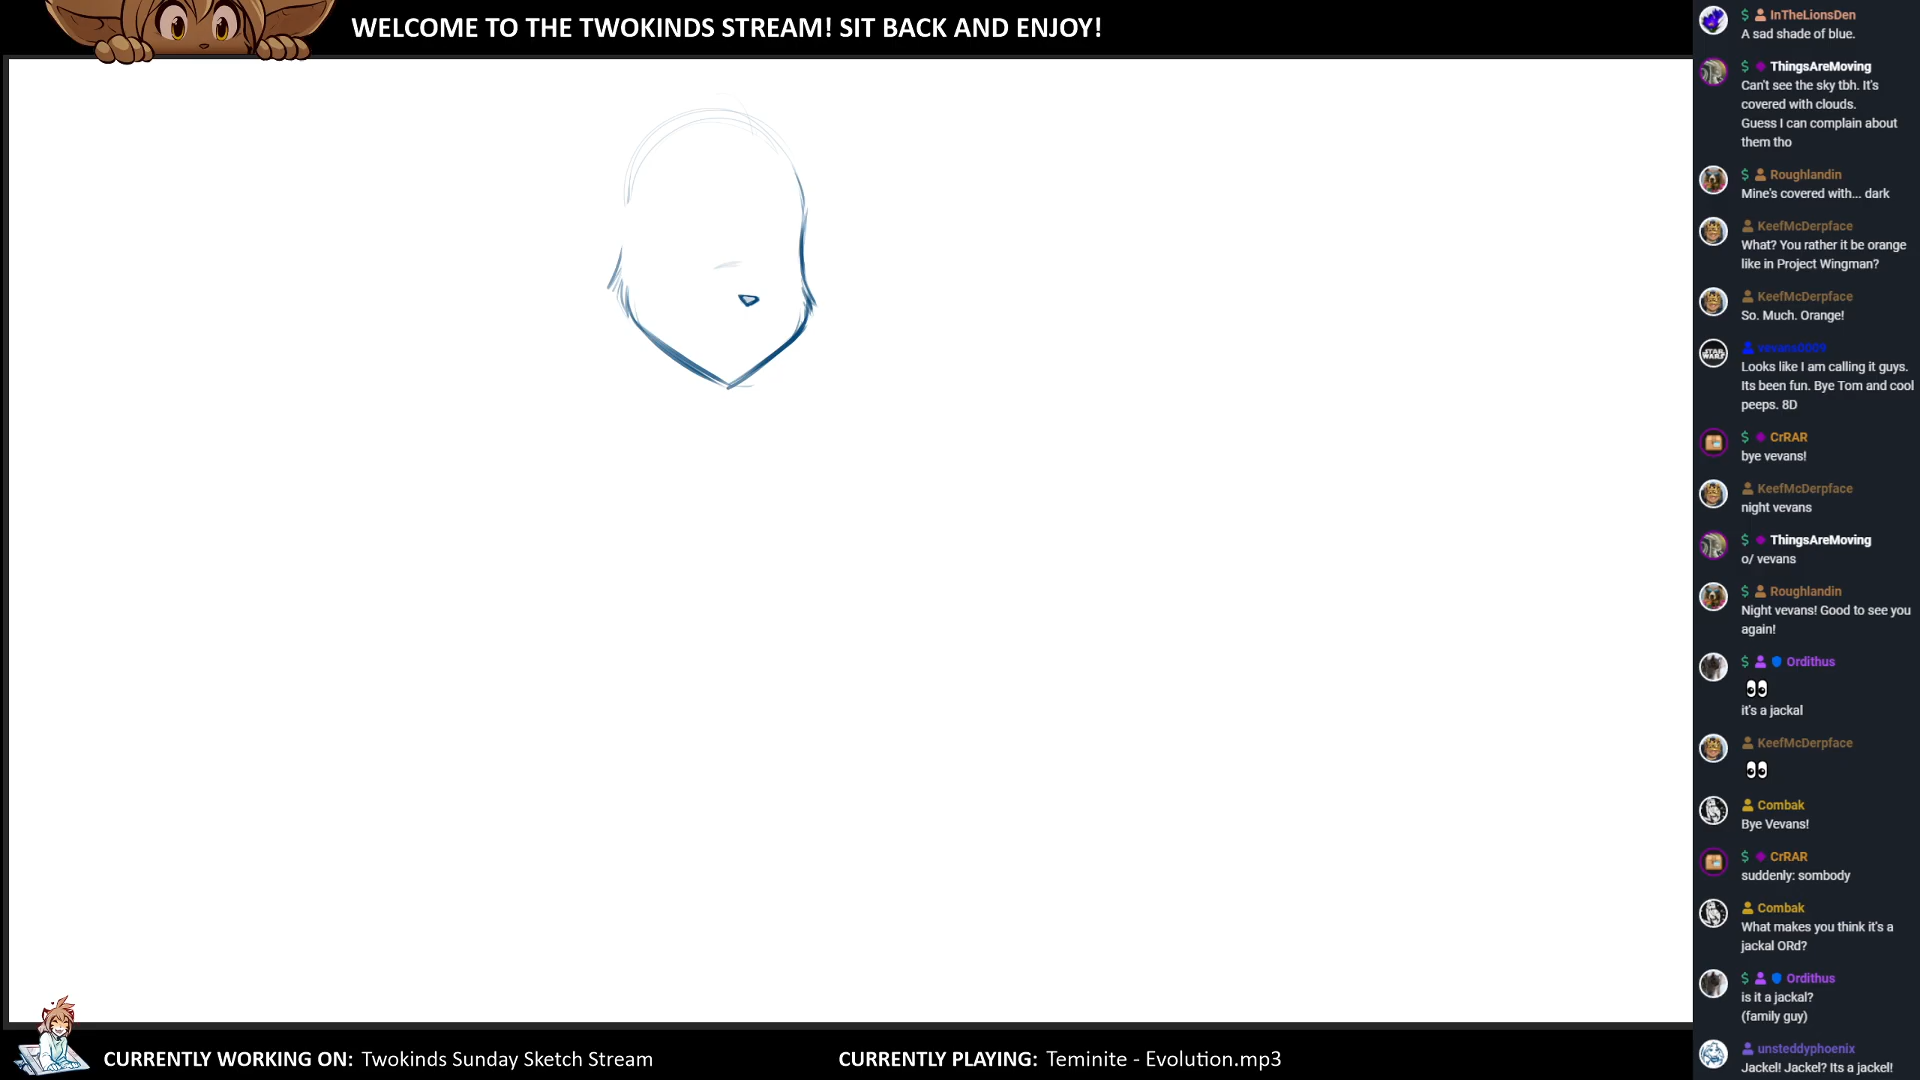 WELCOME TO THE TWOKINDS STREAM! SIT BACK AND ENJOY!
$ InTheLionsDen
A sad shade of blue.
$ ThingsAreMoving
Can't see the sky tbh. It's
covered with clouds.
Guess I can complain about
them tho
$ Roughlandin
Mine's covered with... dark
KeefMcDerpface
What? You rather it be orange
like in Project Wingman?
KeefMcDerpface
So. Much. Orange!
STAR WARS
vevans0009
Looks like I am calling it guys.
Its been fun. Bye Tom and cool
peeps. 8D
$ CrRAR
bye vevans!
KeefMcDerpface
night vevans
$ ThingsAreMoving
o/ vevans
$ Roughlandin
Night vevans! Good to see you
again!
$ Ordithus
it's a jackal
KeefMcDerpface
Combak
Bye Vevans!
$ CrRAR
suddenly: sombody
Combak
What makes you think it's a
jackal ORd?
$ Ordithus
is it a jackal?
(family guy)
unsteddyphoenix
Jackel! Jackel? Its a jackel!
CURRENTLY WORKING ON: Twokinds Sunday Sketch Stream
CURRENTLY PLAYING: Teminite - Evolution.mp3